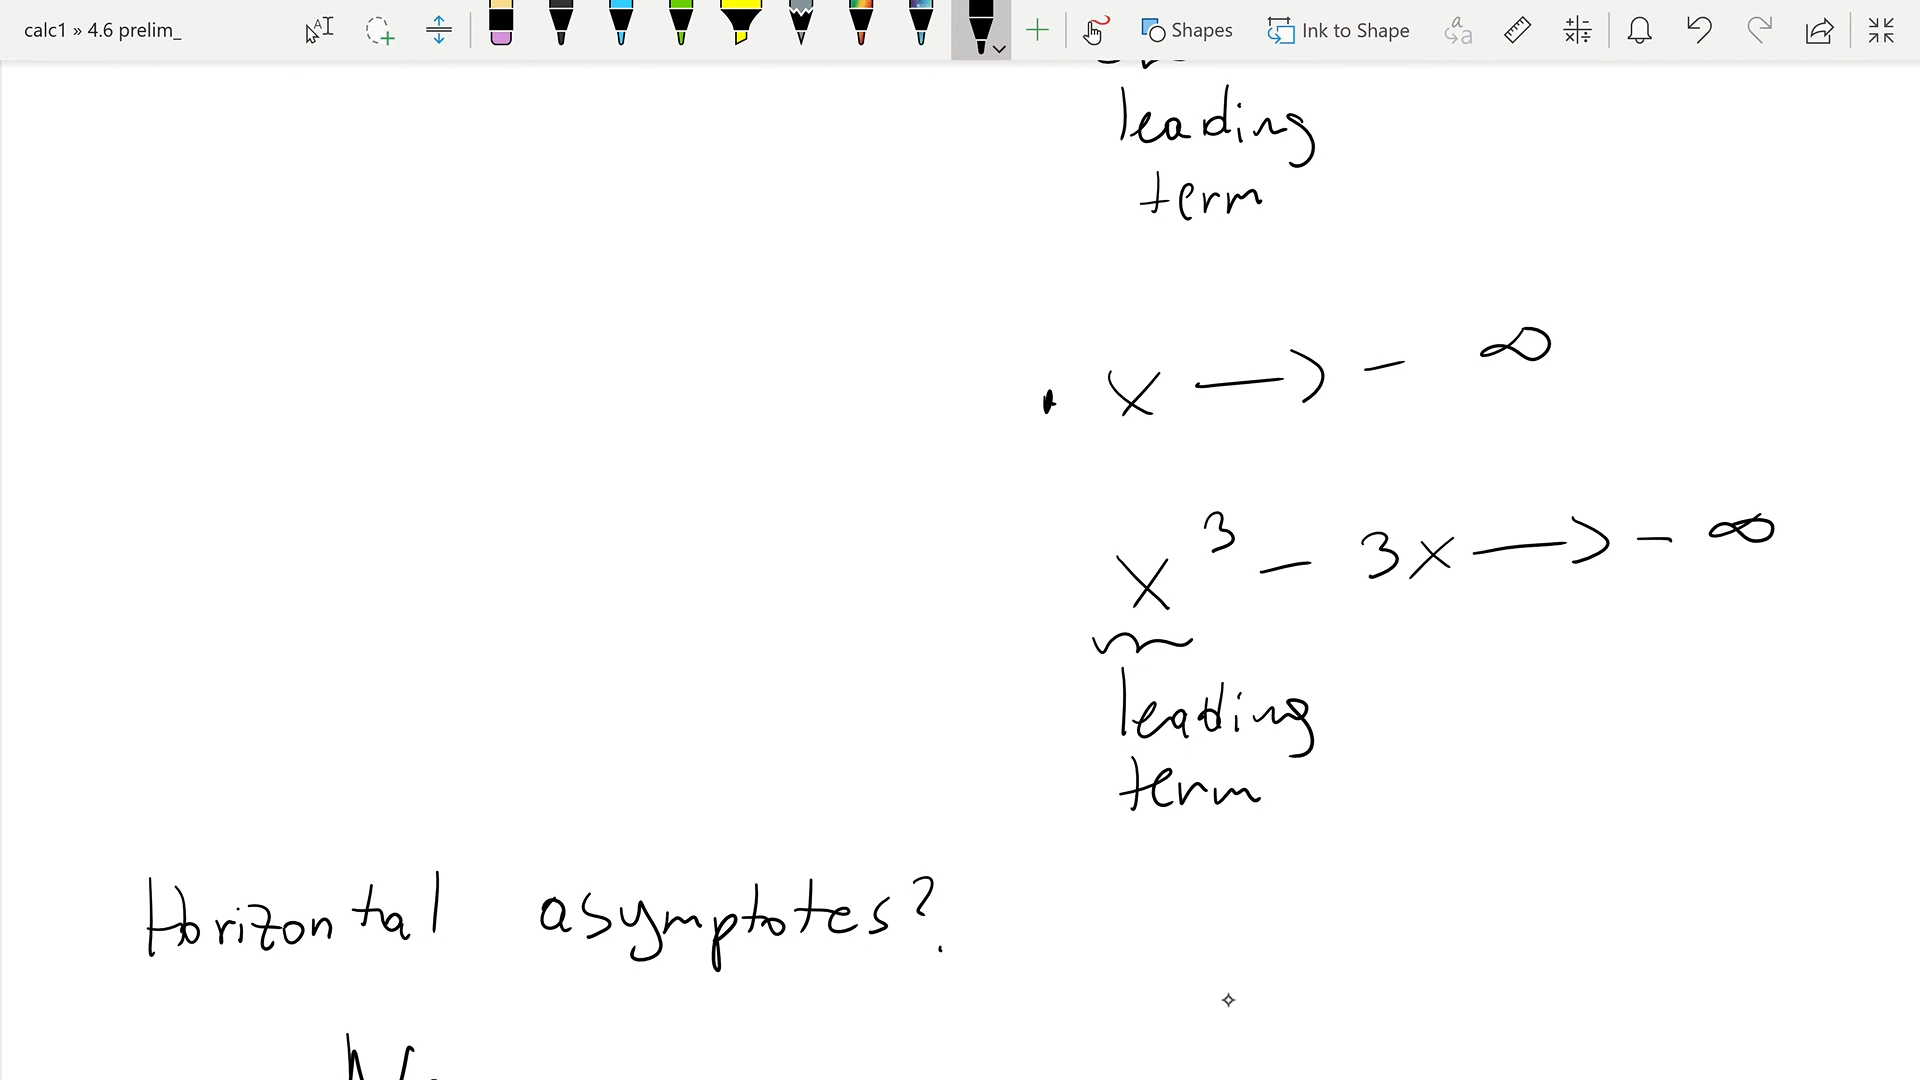 calc1 » 4.6 prelim_
Shapes
Ink to Shape
leading
term
• x → - ∞
x³ - 3x → - ∞
leading
term
Horizontal asymptotes?